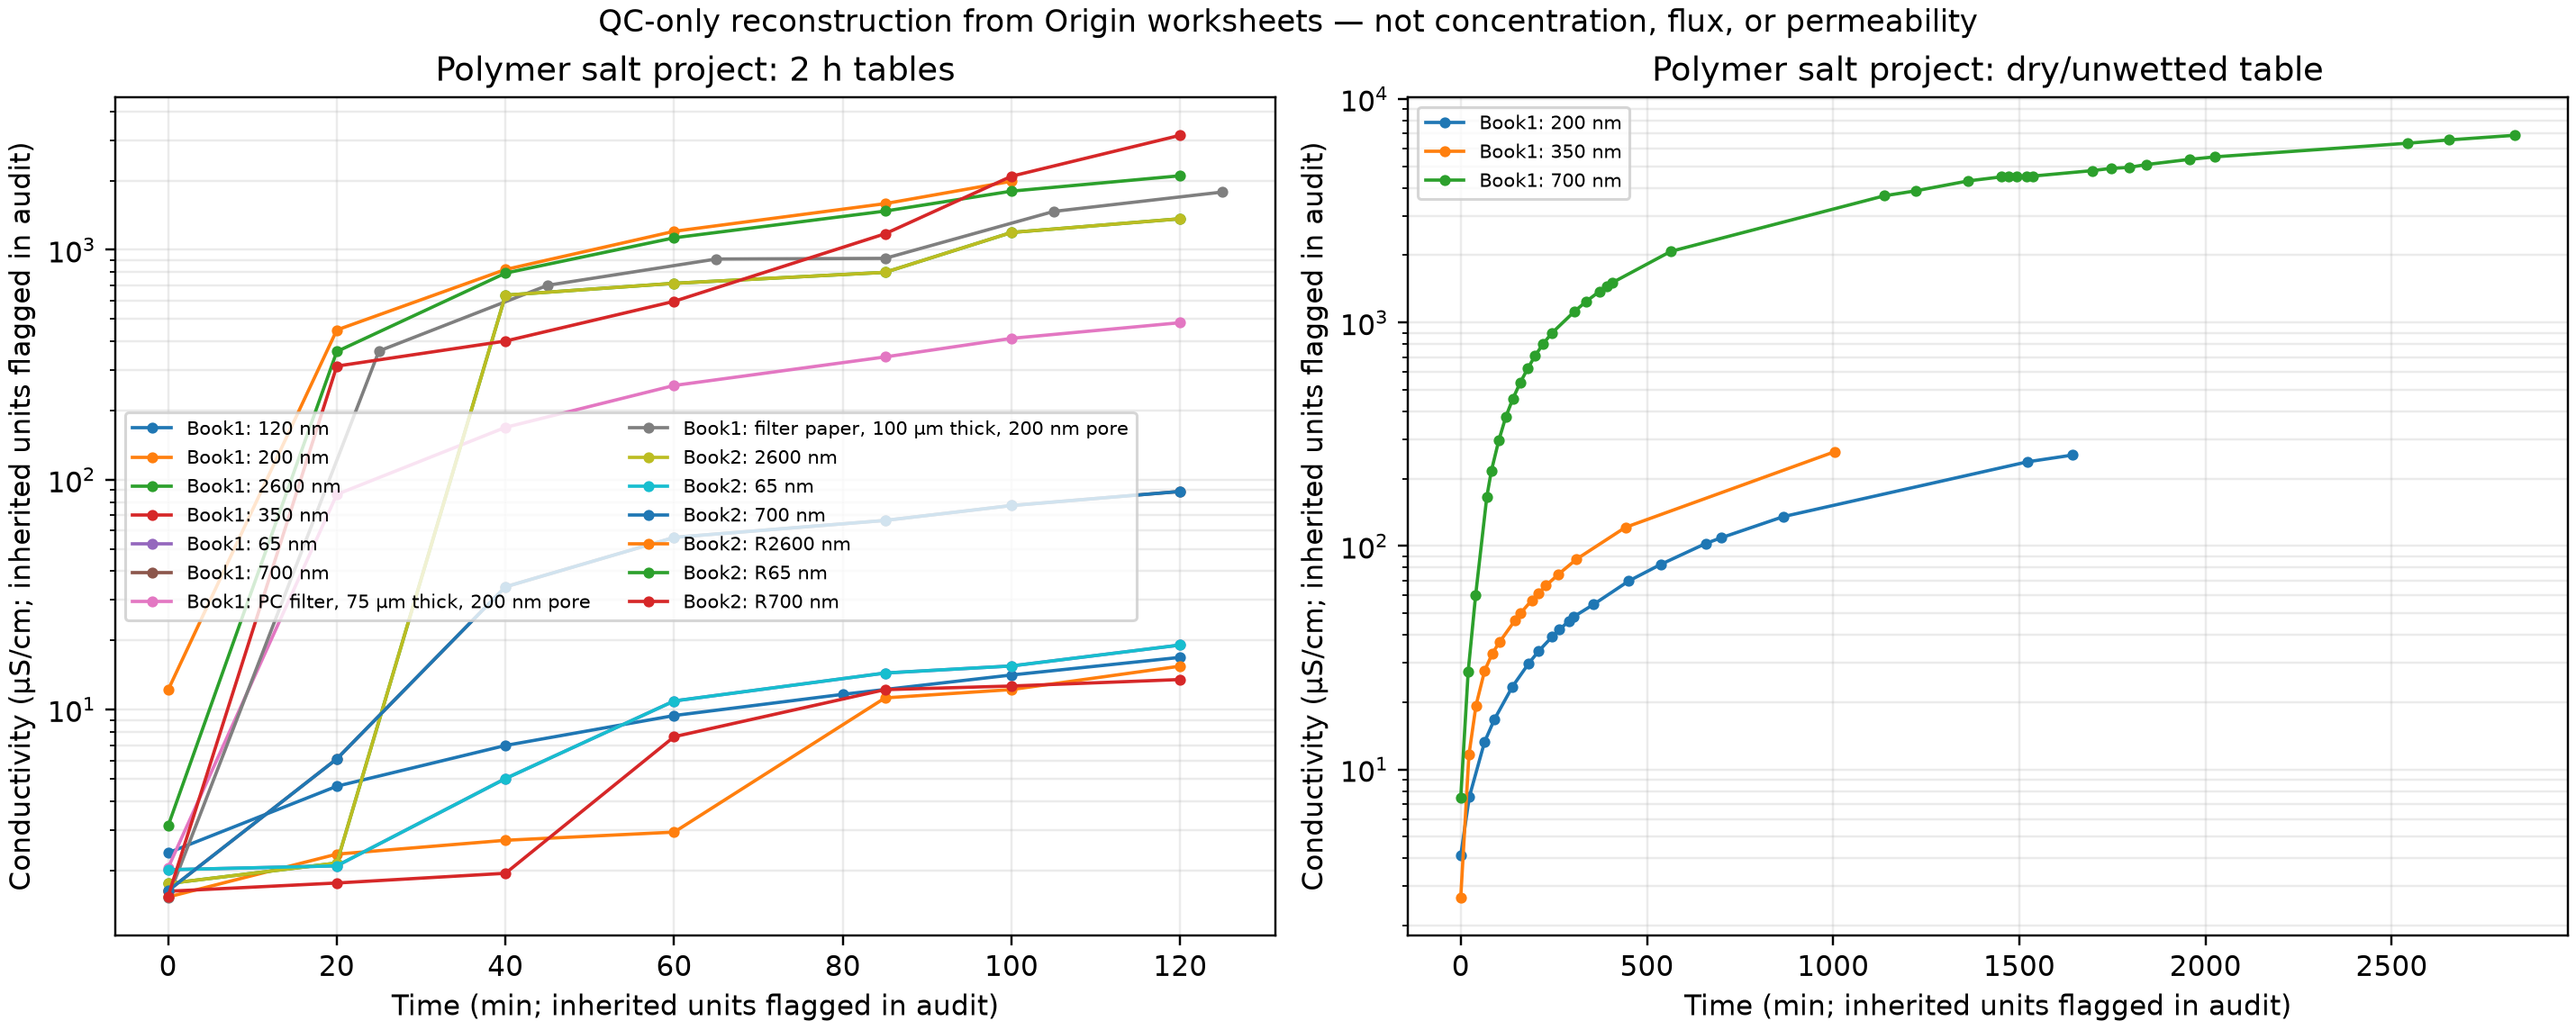 QC-only reconstruction from Origin worksheets — not concentration, flux, or permeability
Polymer salt project: 2 h tables
Conductivity (µS/cm; inherited units flagged in audit)
10³
10²
10¹
Book1: 120 nm
Book1: 200 nm
Book1: 2600 nm
Book1: 350 nm
Book1: 65 nm
Book1: 700 nm
Book1: PC filter, 75 µm thick, 200 nm pore
Book1: filter paper, 100 µm thick, 200 nm pore
Book2: 2600 nm
Book2: 65 nm
Book2: 700 nm
Book2: R2600 nm
Book2: R65 nm
Book2: R700 nm
0 20 40 60 80 100 120
Time (min; inherited units flagged in audit)
Polymer salt project: dry/unwetted table
Conductivity (µS/cm; inherited units flagged in audit)
10⁴
10³
10²
10¹
Book1: 200 nm
Book1: 350 nm
Book1: 700 nm
0 500 1000 1500 2000 2500
Time (min; inherited units flagged in audit)